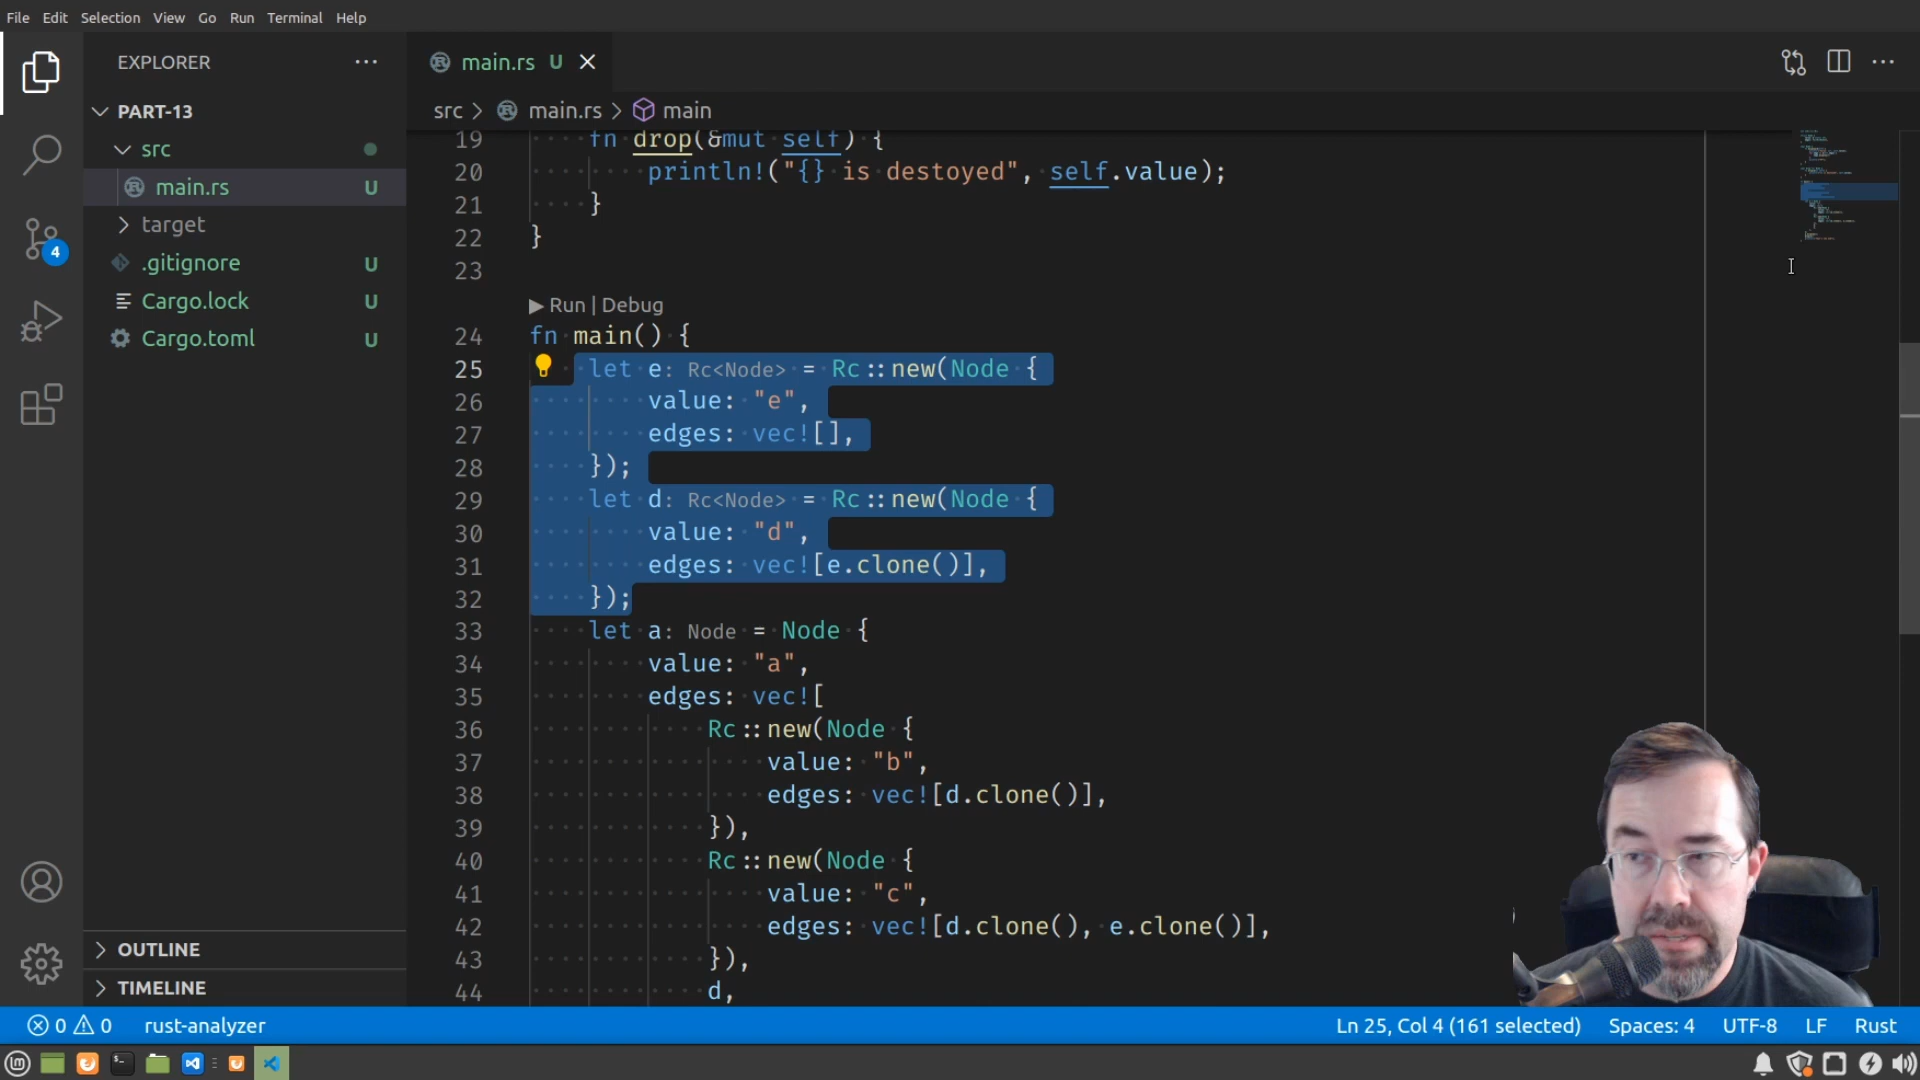 File Edit Selection View Go Run Terminal Help
EXPLORER
main.rs U
PART-13
src > main.rs > main
src
main.rs U
target
.gitignore U
Cargo.lock U
Cargo.toml U
4
19 fn drop(&mut self) {
20 println!("{} is destoyed", self.value);
21 }
22 }
23
Run | Debug
24 fn main() {
25 let e: Rc<Node> = Rc::new(Node {
26 value: "e",
27 edges: vec![],
28 });
29 let d: Rc<Node> = Rc::new(Node {
30 value: "d",
31 edges: vec![e.clone()],
32 });
33 let a: Node = Node {
34 value: "a",
35 edges: vec![
36 Rc::new(Node {
37 value: "b",
38 edges: vec![d.clone()],
39 }),
40 Rc::new(Node {
41 value: "c",
42 edges: vec![d.clone(), e.clone()],
43 }),
44 d,
OUTLINE
TIMELINE
0 0 rust-analyzer Ln 25, Col 4 (161 selected) Spaces: 4 UTF-8 LF Rust